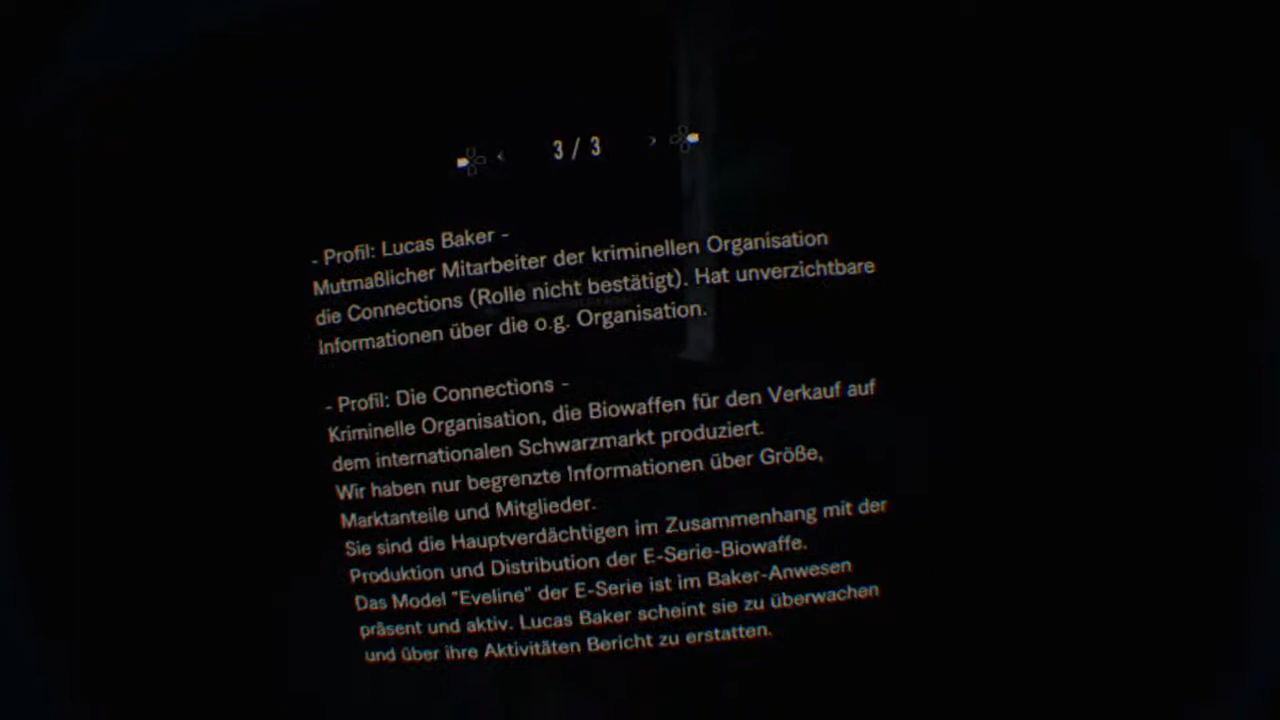 < 3 / 3 >
- Profil: Lucas Baker -
Mutmaßlicher Mitarbeiter der kriminellen Organisation
die Connections (Rolle nicht bestätigt). Hat unverzichtbare
Informationen über die o.g. Organisation.
- Profil: Die Connections -
Kriminelle Organisation, die Biowaffen für den Verkauf auf
dem internationalen Schwarzmarkt produziert.
Wir haben nur begrenzte Informationen über Größe,
Marktanteile und Mitglieder.
Sie sind die Hauptverdächtigen im Zusammenhang mit der
Produktion und Distribution der E-Serie-Biowaffe.
Das Model "Eveline" der E-Serie ist im Baker-Anwesen
präsent und aktiv. Lucas Baker scheint sie zu überwachen
und über ihre Aktivitäten Bericht zu erstatten.